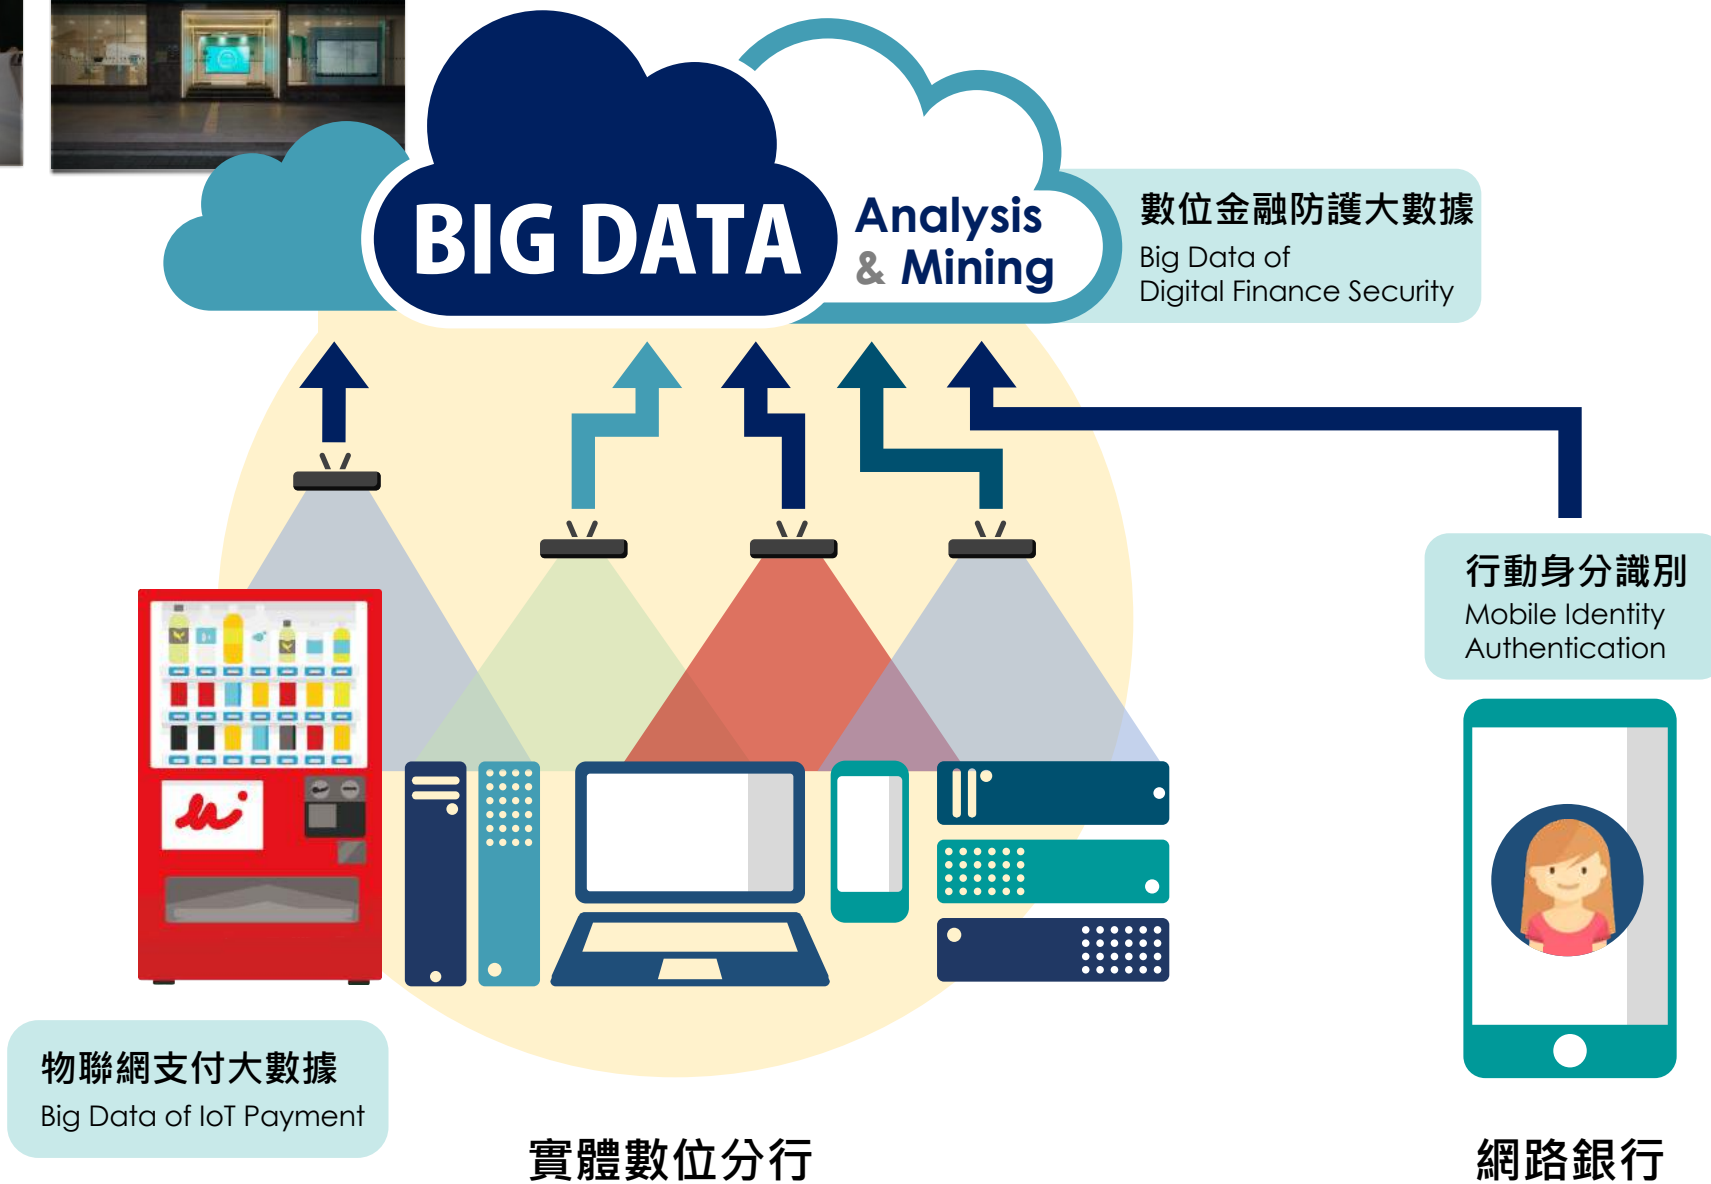 BIG DATA
Analysis
& Mining
數位金融防護大數據
Big Data of
Digital Finance Security
行動身分識別
Mobile Identity
Authentication
物聯網支付大數據
Big Data of IoT Payment
實體數位分行
網路銀行